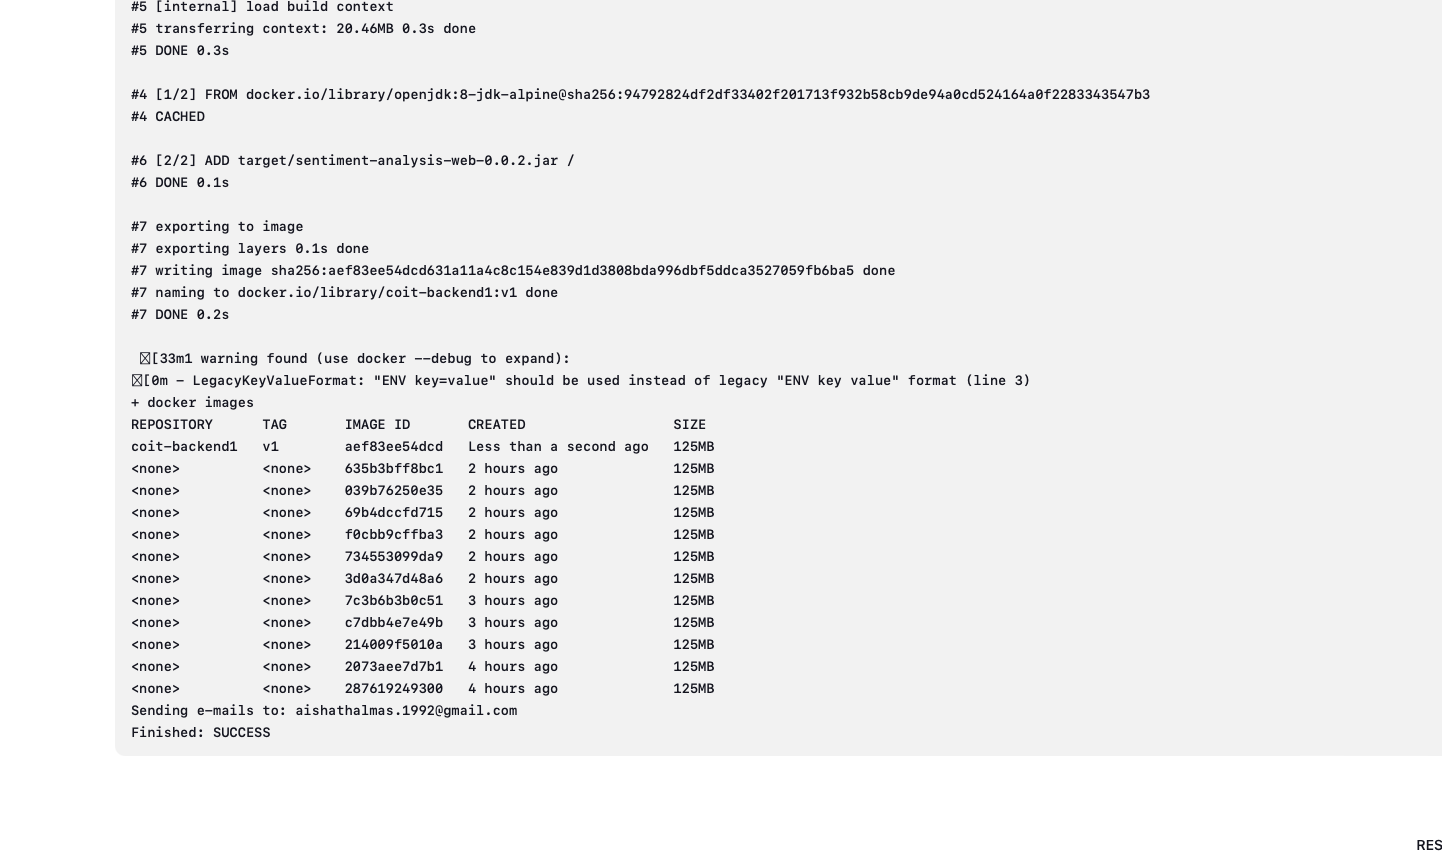 #5 [internal] load build context
#5 transferring context: 20.46MB 0.3s done
#5 DONE 0.3s
#4 [1/2] FROM docker.io/library/openjdk:8-jdk-alpine@sha256:94792824df2df33402f201713f932b58cb9de94a0cd524164a0f2283343547b3
#4 CACHED
#6 [2/2] ADD target/sentiment-analysis-web-0.0.2.jar /
#6 DONE 0.1s
#7 exporting to image
#7 exporting layers 0.1s done
#7 writing image sha256:aef83ee54dcd631a11a4c8c154e839d1d3808bda996dbf5ddca3527059fb6ba5 done
#7 naming to docker.io/library/coit-backend1:v1 done
#7 DONE 0.2s
[33m1 warning found (use docker --debug to expand):
[0m - LegacyKeyValueFormat: "ENV key=value" should be used instead of legacy "ENV key value" format (line 3)
+ docker images
REPOSITORY TAG IMAGE ID CREATED SIZE
coit-backend1 v1 aef83ee54dcd Less than a second ago 125MB
<none> <none> 635b3bff8bc1 2 hours ago 125MB
<none> <none> 039b76250e35 2 hours ago 125MB
<none> <none> 69b4dccfd715 2 hours ago 125MB
<none> <none> f0cbb9cffba3 2 hours ago 125MB
<none> <none> 734553099da9 2 hours ago 125MB
<none> <none> 3d0a347d48a6 2 hours ago 125MB
<none> <none> 7c3b6b3b0c51 3 hours ago 125MB
<none> <none> c7dbb4e7e49b 3 hours ago 125MB
<none> <none> 214009f5010a 3 hours ago 125MB
<none> <none> 2073aee7d7b1 4 hours ago 125MB
<none> <none> 287619249300 4 hours ago 125MB
Sending e-mails to: aishathalmas.1992@gmail.com
Finished: SUCCESS
RES